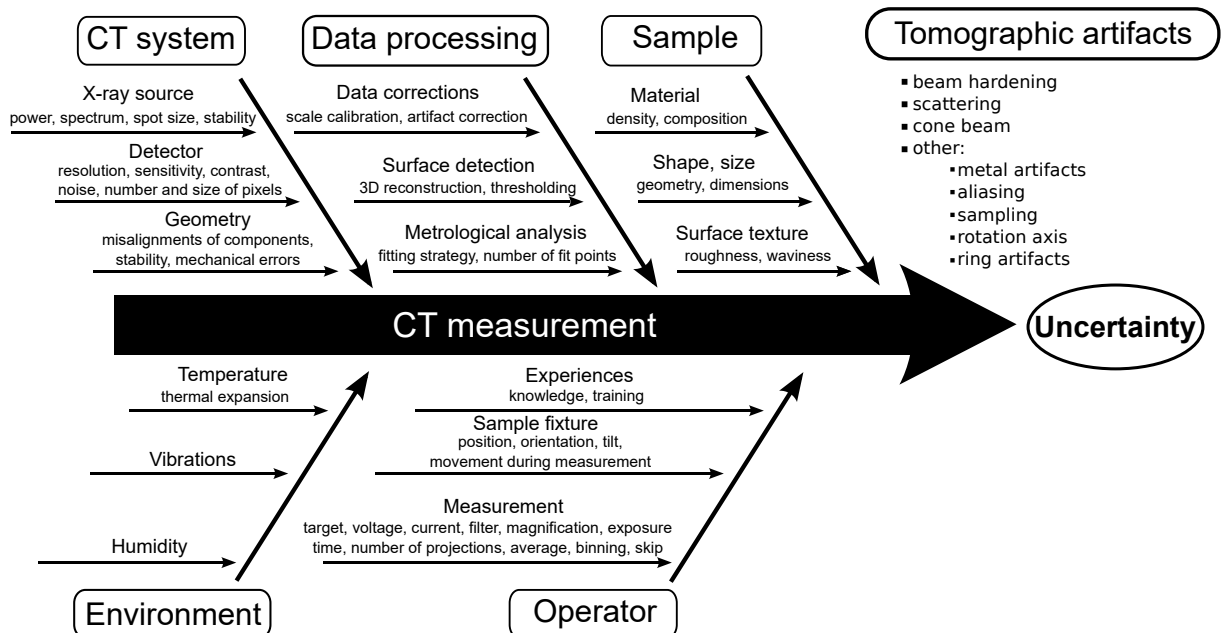 CT system
X-ray source
power, spectrum, spot size, stability
Detector
resolution, sensitivity, contrast,
noise, number and size of pixels
Geometry
misalignments of components,
stability, mechanical errors
Data processing
Data corrections
scale calibration, artifact correction
Surface detection
3D reconstruction, thresholding
Metrological analysis
fitting strategy, number of fit points
Sample
Material
density, composition
Shape, size
geometry, dimensions
Surface texture
roughness, waviness
Tomographic artifacts
▪ beam hardening
▪ scattering
▪ cone beam
▪ other:
▪ metal artifacts
▪ aliasing
▪ sampling
▪ rotation axis
▪ ring artifacts
CT measurement
Uncertainty
Temperature
thermal expansion
Vibrations
Humidity
Environment
Experiences
knowledge, training
Sample fixture
position, orientation, tilt,
movement during measurement
Measurement
target, voltage, current, filter, magnification, exposure
time, number of projections, average, binning, skip
Operator